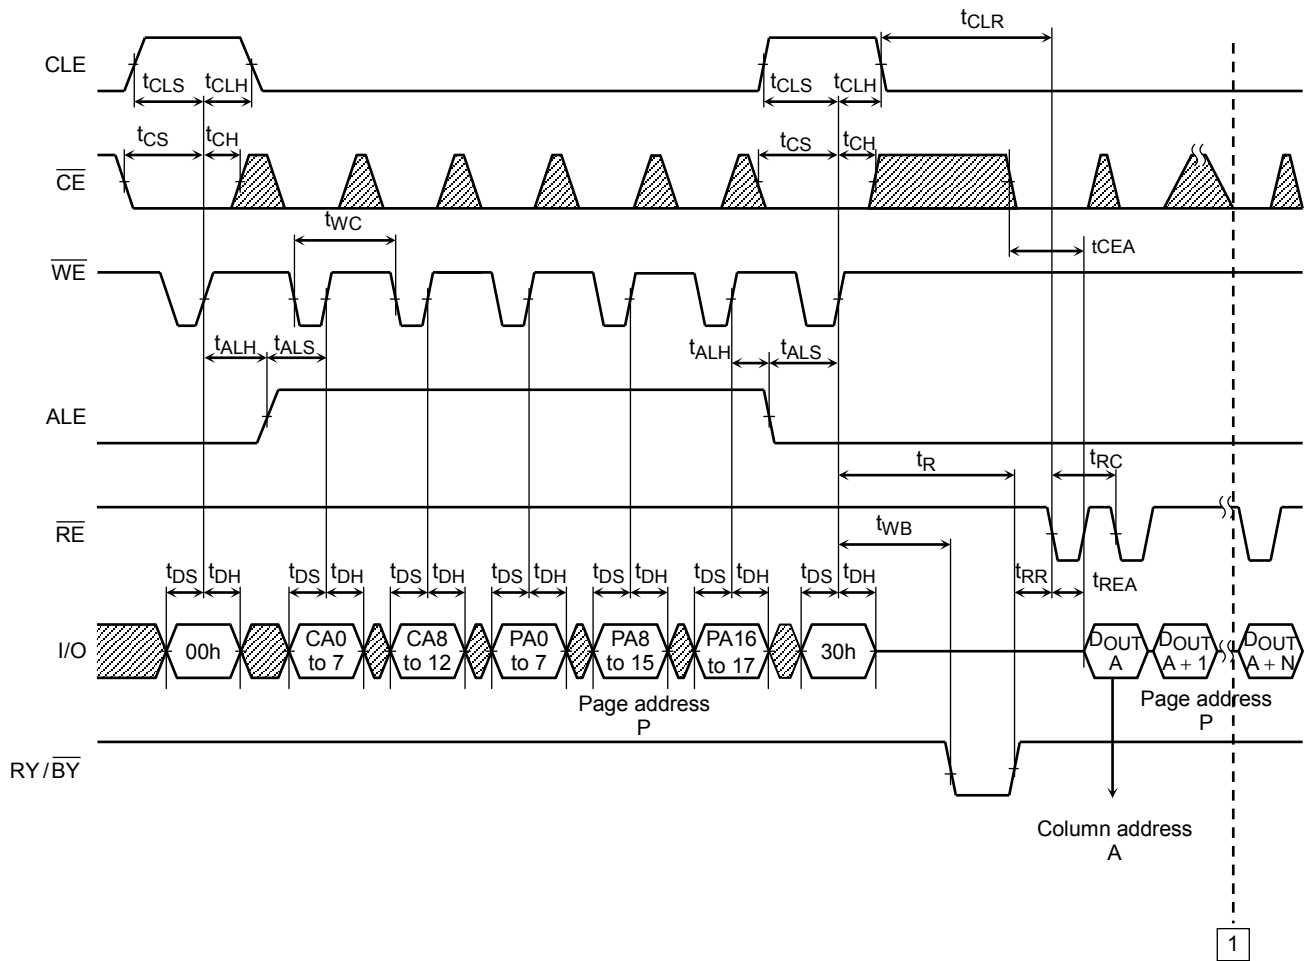 tCLR
CLE
tCLS tCLH tCLS tCLH
tCS tCH tCS tCH
CE
tWC
tCEA
WE
tALH tALS tALH tALS
ALE
tR tRC
RE
tWB
tDS tDH tDS tDH tDS tDH tDS tDH tDS tDH tDS tDH tDS tDH tRR tREA
I/O
00h
CA0
to 7
CA8
to 12
PA0
to 7
PA8
to 15
PA16
to 17
30h
DOUT
A
DOUT
A + 1
DOUT
A + N
Page address
P
Page address
P
RY/BY
Column address
A
1